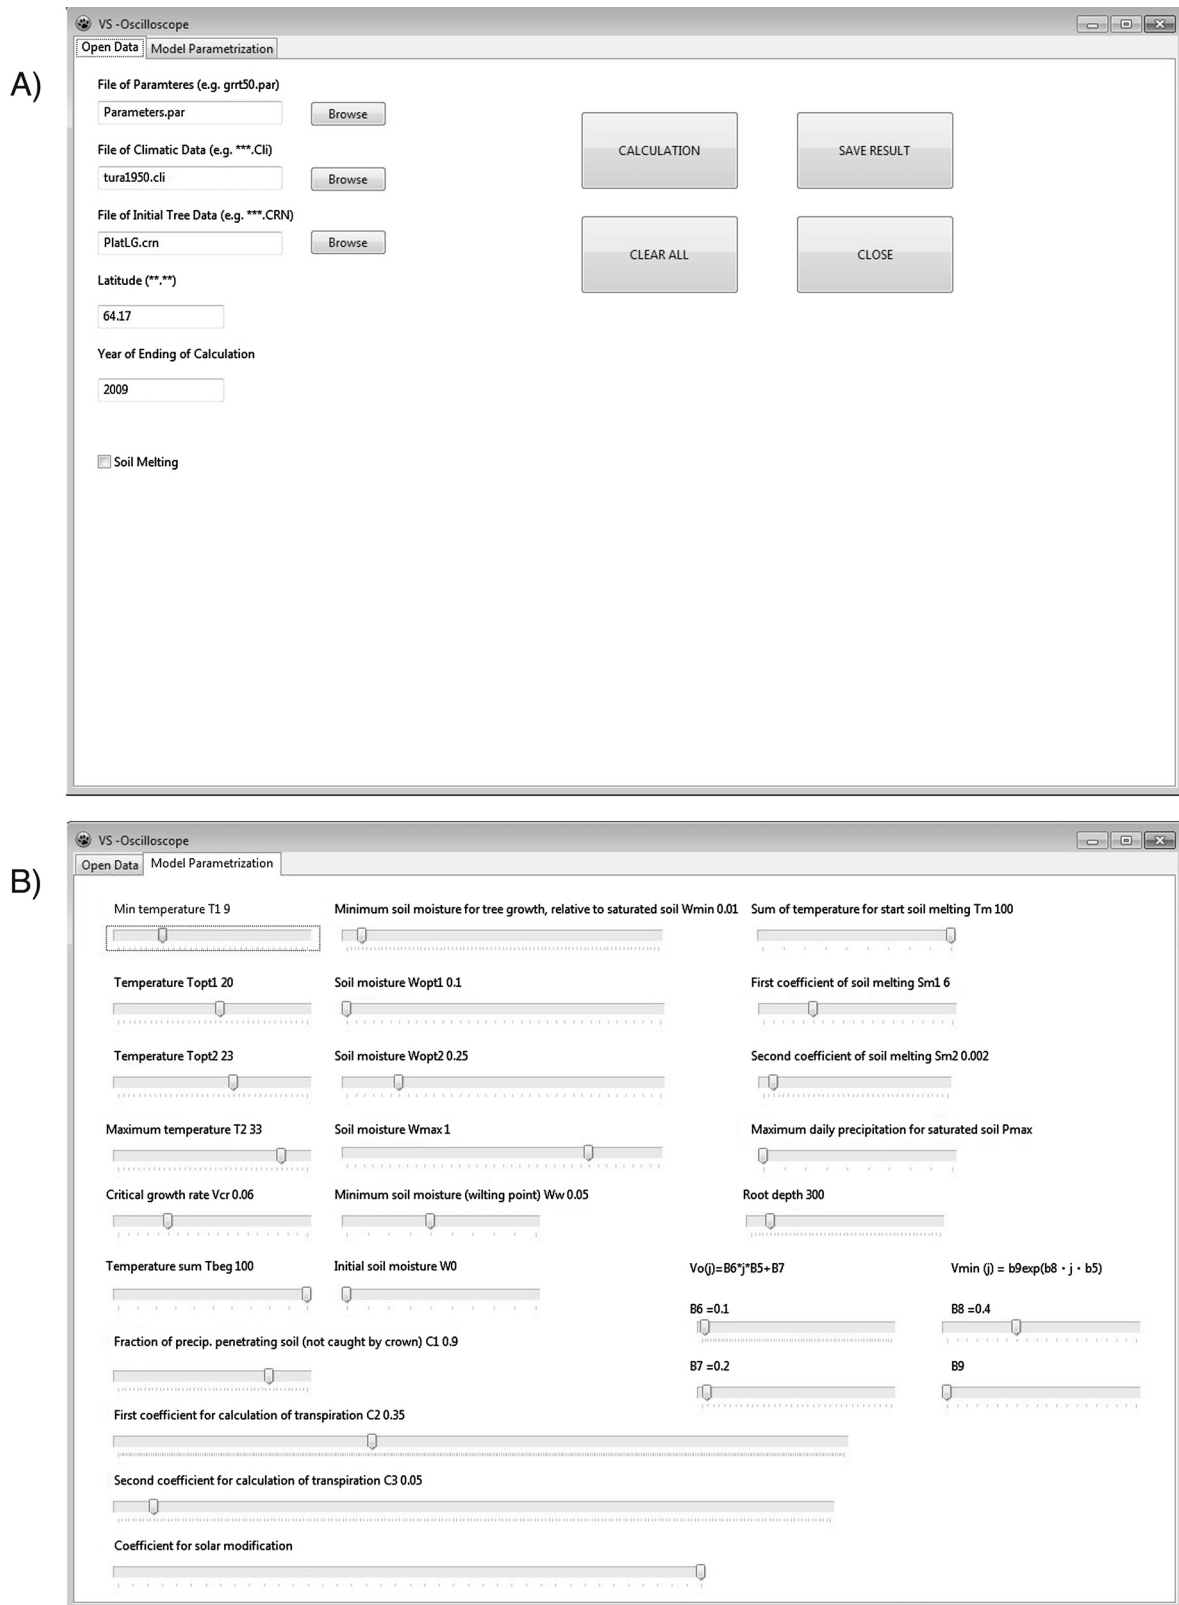 A)
VS -Oscilloscope
Open Data Model Parametrization
File of Paramteres (e.g. grrt50.par)
Parameters.par Browse
File of Climatic Data (e.g. ***.Cli)
tura1950.cli Browse
File of Initial Tree Data (e.g. ***.CRN)
PlatLG.crn Browse
Latitude (**.**)
64.17
Year of Ending of Calculation
2009
Soil Melting
CALCULATION SAVE RESULT
CLEAR ALL CLOSE
B)
VS -Oscilloscope
Open Data Model Parametrization
Min temperature T1 9 Minimum soil moisture for tree growth, relative to saturated soil Wmin 0.01 Sum of temperature for start soil melting Tm 100
Temperature Topt1 20 Soil moisture Wopt1 0.1 First coefficient of soil melting Sm1 6
Temperature Topt2 23 Soil moisture Wopt2 0.25 Second coefficient of soil melting Sm2 0.002
Maximum temperature T2 33 Soil moisture Wmax 1 Maximum daily precipitation for saturated soil Pmax
Critical growth rate Vcr 0.06 Minimum soil moisture (wilting point) Ww 0.05 Root depth 300
Temperature sum Tbeg 100 Initial soil moisture W0 Vo(j)=B6*j*B5+B7 Vmin (j) = b9exp(b8 · j · b5)
B6 =0.1 B8 =0.4
Fraction of precip. penetrating soil (not caught by crown) C1 0.9
B7 =0.2 B9
First coefficient for calculation of transpiration C2 0.35
Second coefficient for calculation of transpiration C3 0.05
Coefficient for solar modification